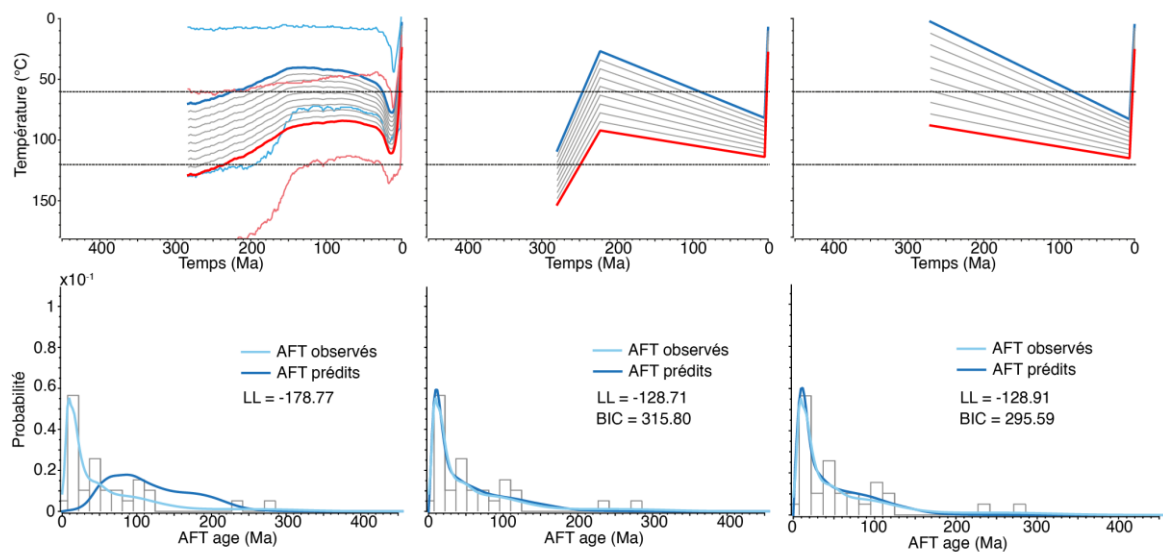 0
50
100
150
Température (°C)
400
300
200
100
0
Temps (Ma)
400
300
200
100
0
Temps (Ma)
400
300
200
100
0
Temps (Ma)
x10⁻¹
1
0.8
0.6
0.4
0.2
0
Probabilité
AFT observés
AFT prédits
LL = -178.77
0
100
200
300
400
AFT age (Ma)
AFT observés
AFT prédits
LL = -128.71
BIC = 315.80
0
100
200
300
400
AFT age (Ma)
AFT observés
AFT prédits
LL = -128.91
BIC = 295.59
0
100
200
300
400
AFT age (Ma)